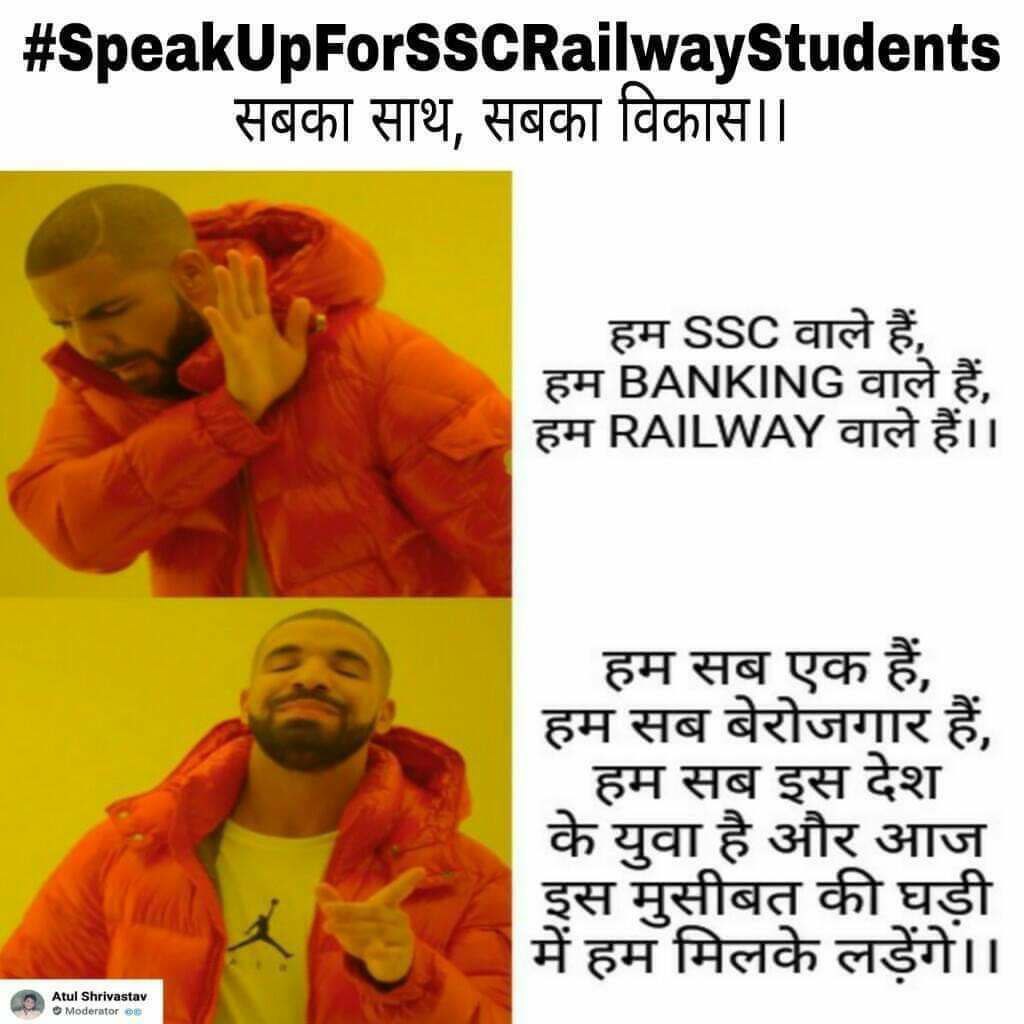 #SpeakUpForSSCRailwayStudents
सबका साथ, सबका विकास।।
हम SSC वाले हैं,
हम BANKING वाले हैं,
हम RAILWAY वाले हैं।।
हम सब एक हैं,
हम सब बेरोजगार हैं,
हम सब इस देश
के युवा है और आज
इस मुसीबत की घड़ी
में हम मिलके लड़ेंगे।।
Atul Shrivastav
Moderator